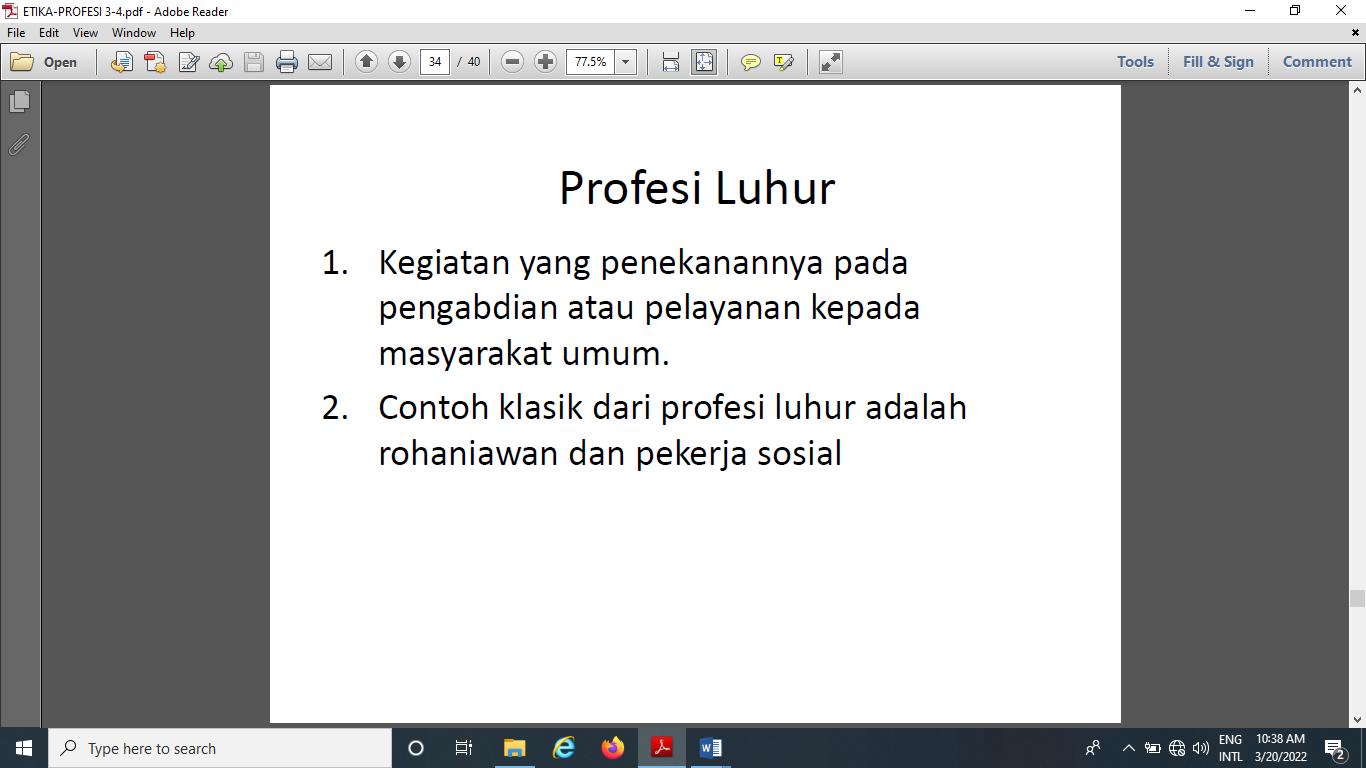 ETIKA-PROFESI 3-4.pdf - Adobe Reader
File Edit View Window Help
Open 34 / 40 77.5% Tools Fill & Sign Comment
Profesi Luhur
1. Kegiatan yang penekanannya pada
pengabdian atau pelayanan kepada
masyarakat umum.
2. Contoh klasik dari profesi luhur adalah
rohaniawan dan pekerja sosial
Type here to search
ENG 10:38 AM
INTL 3/20/2022 2